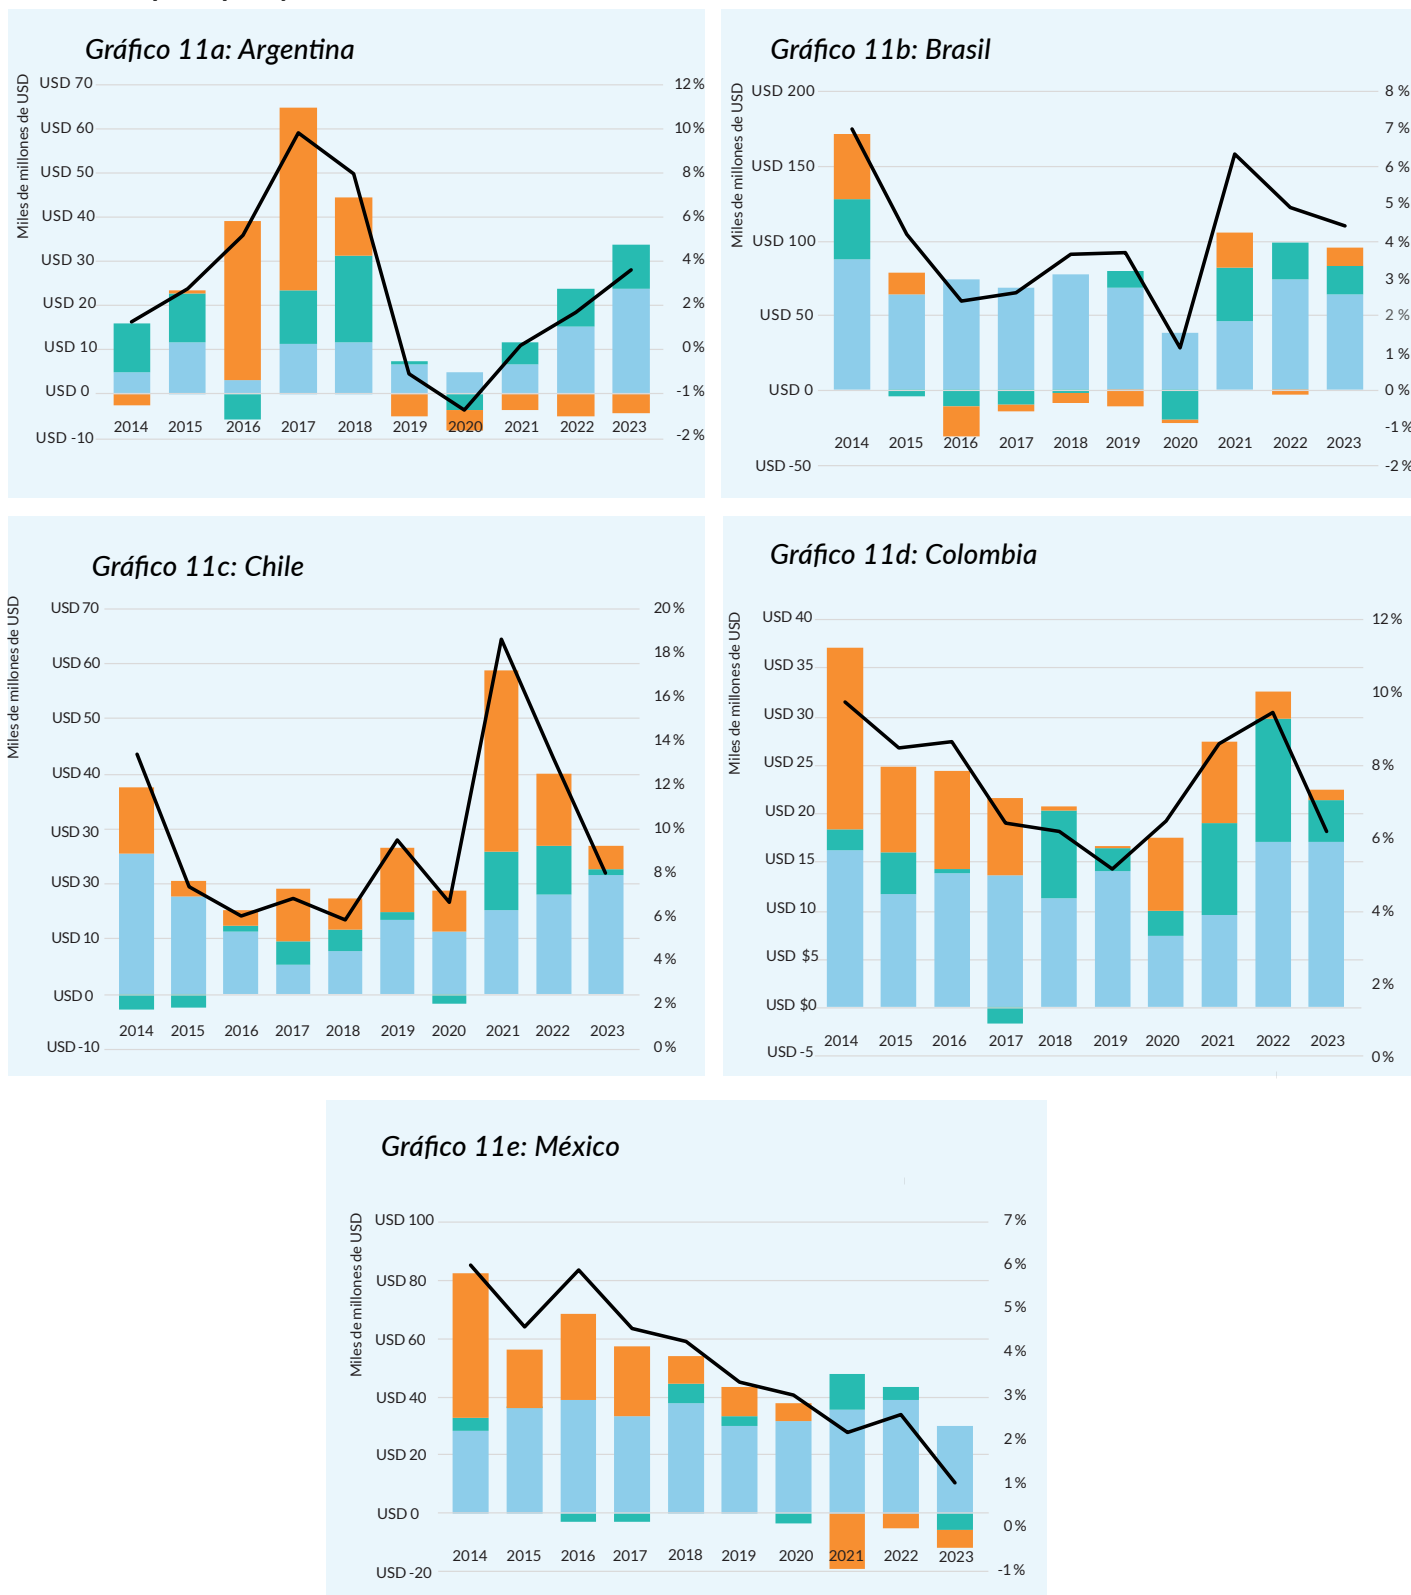 Gráfico 11a: Argentina
Miles de millones de USD
USD 70
USD 60
USD 50
USD 40
USD 30
USD 20
USD 10
USD 0
USD -10
12%
10%
8%
6%
4%
2%
0%
-1%
-2%
2014 2015 2016 2017 2018 2019 2020 2021 2022 2023
Gráfico 11b: Brasil
Miles de millones de USD
USD 200
USD 150
USD 100
USD 50
USD 0
USD -50
8%
7%
6%
5%
4%
3%
2%
1%
0%
-1%
-2%
2014 2015 2016 2017 2018 2019 2020 2021 2022 2023
Gráfico 11c: Chile
Miles de millones de USD
USD 70
USD 60
USD 50
USD 40
USD 30
USD 30
USD 10
USD 0
USD -10
20%
18%
16%
14%
12%
10%
8%
6%
4%
2%
0%
2014 2015 2016 2017 2018 2019 2020 2021 2022 2023
Gráfico 11d: Colombia
Miles de millones de USD
USD 40
USD 35
USD 30
USD 25
USD 20
USD 15
USD 10
USD $5
USD $0
USD -5
12%
10%
8%
6%
4%
2%
0%
2014 2015 2016 2017 2018 2019 2020 2021 2022 2023
Gráfico 11e: México
Miles de millones de USD
USD 100
USD 80
USD 60
USD 40
USD 20
USD 0
USD -20
7%
6%
5%
4%
3%
2%
1%
0%
-1%
2014 2015 2016 2017 2018 2019 2020 2021 2022 2023